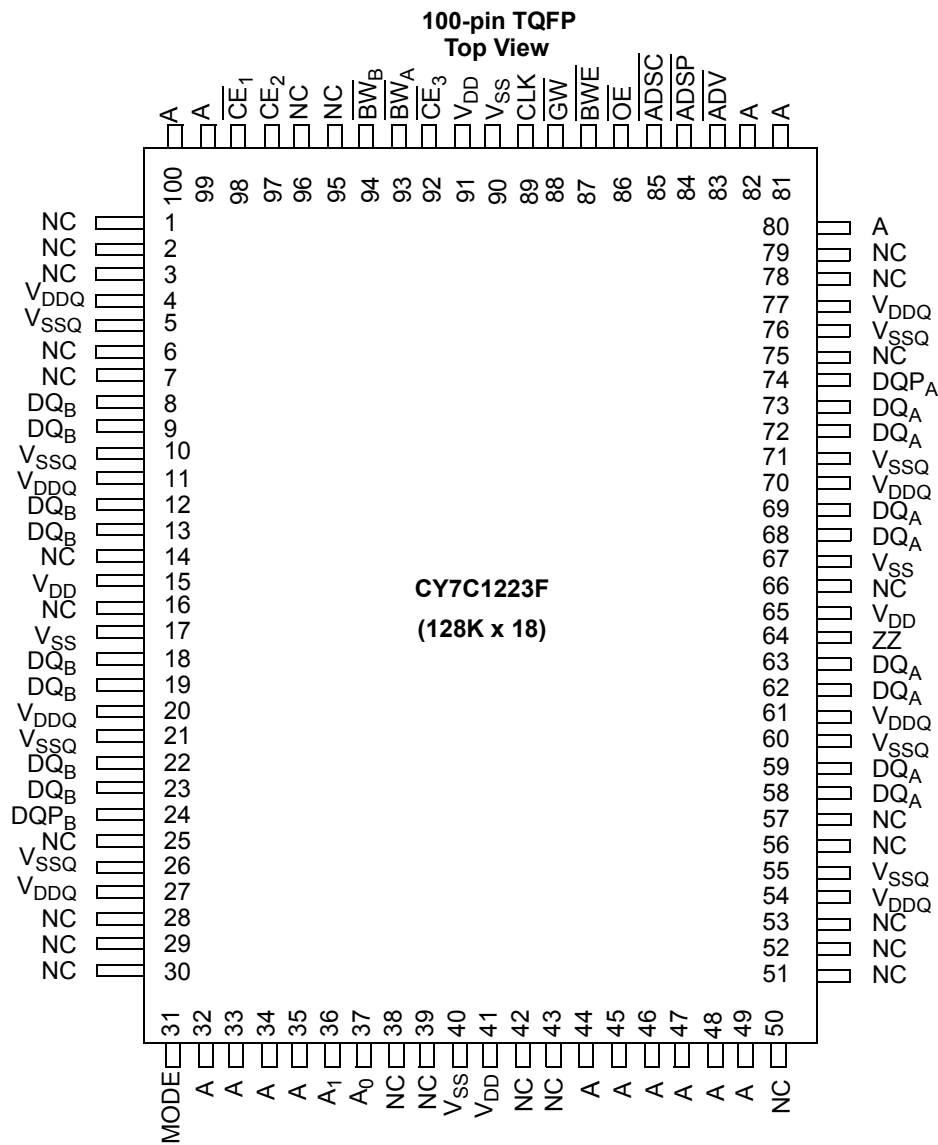 100-pin TQFP
Top View
A
A
CE1
CE2
NC
NC
BWB
BWA
CE3
VDD
VSS
CLK
GW
BWE
OE
ADSC
ADSP
ADV
A
A
100
99
98
97
96
95
94
93
92
91
90
89
88
87
86
85
84
83
82
81
NC 1
NC 2
NC 3
VDDQ 4
VSSQ 5
NC 6
NC 7
DQB 8
DQB 9
VSSQ 10
VDDQ 11
DQB 12
DQB 13
NC 14
VDD 15
NC 16
VSS 17
DQB 18
DQB 19
VDDQ 20
VSSQ 21
DQB 22
DQB 23
DQPB 24
NC 25
VSSQ 26
VDDQ 27
NC 28
NC 29
NC 30
CY7C1223F
(128K x 18)
80 A
79 NC
78 NC
77 VDDQ
76 VSSQ
75 NC
74 DQPA
73 DQA
72 DQA
71 VSSQ
70 VDDQ
69 DQA
68 DQA
67 VSS
66 NC
65 VDD
64 ZZ
63 DQA
62 DQA
61 VDDQ
60 VSSQ
59 DQA
58 DQA
57 NC
56 NC
55 VSSQ
54 VDDQ
53 NC
52 NC
51 NC
31
32
33
34
35
36
37
38
39
40
41
42
43
44
45
46
47
48
49
50
MODE
A
A
A
A
A1
A0
NC
NC
VSS
VDD
NC
NC
A
A
A
A
A
A
NC